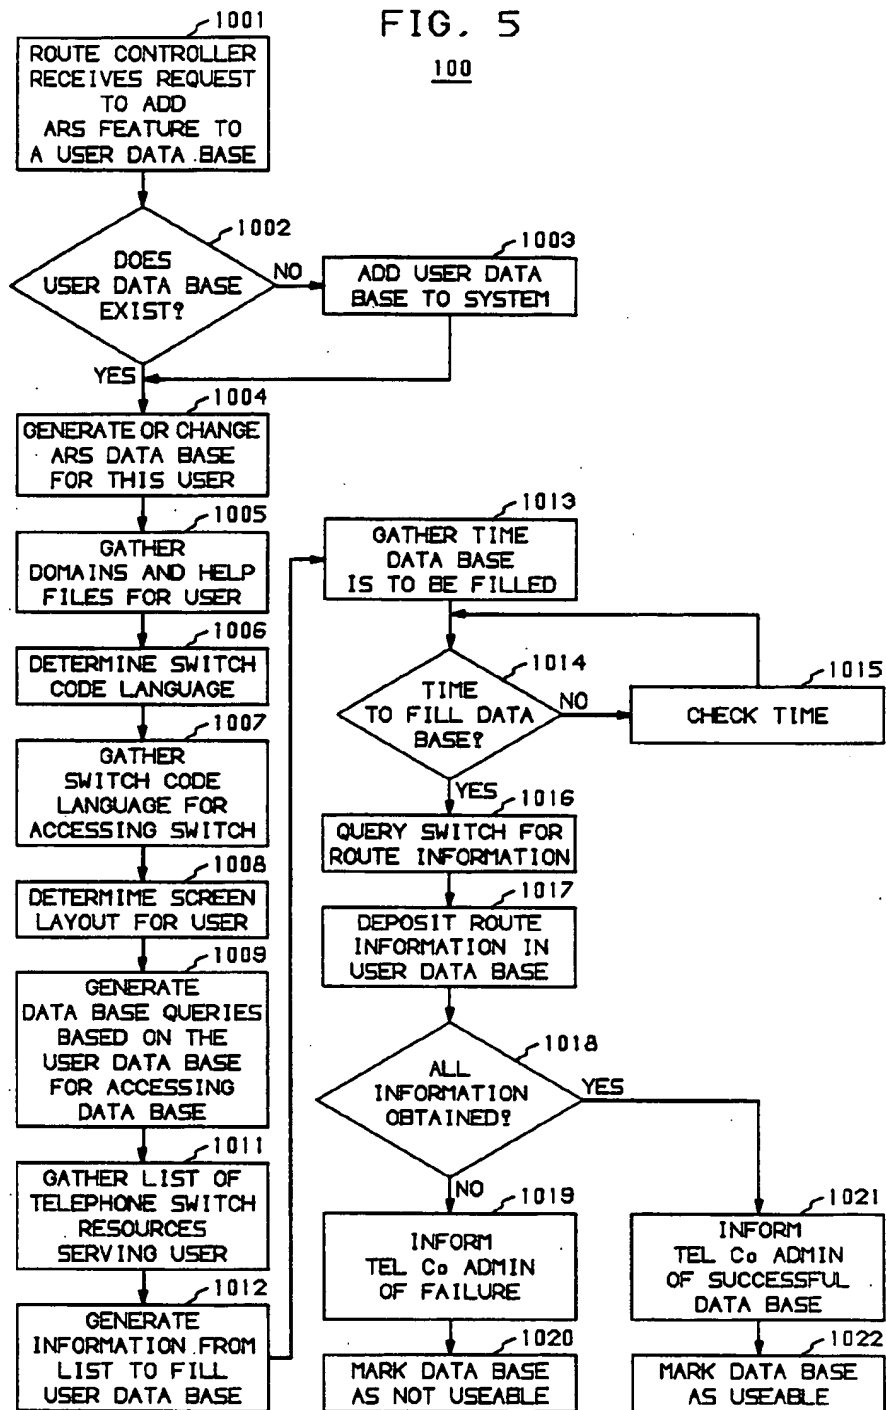 FIG. 5
100
1001
ROUTE CONTROLLER
RECEIVES REQUEST
TO ADD
ARS FEATURE TO
A USER DATA BASE
1002
DOES
USER DATA BASE
EXIST?
NO
YES
1003
ADD USER DATA
BASE TO SYSTEM
1004
GENERATE OR CHANGE
ARS DATA BASE
FOR THIS USER
1005
GATHER
DOMAINS AND HELP
FILES FOR USER
1006
DETERMINE SWITCH
CODE LANGUAGE
1007
GATHER
SWITCH CODE
LANGUAGE FOR
ACCESSING SWITCH
1008
DETERMIME SCREEN
LAYOUT FOR USER
1009
GENERATE
DATA BASE QUERIES
BASED ON THE
USER DATA BASE
FOR ACCESSING
DATA BASE
1011
GATHER LIST OF
TELEPHONE SWITCH
RESOURCES
SERVING USER
1012
GENERATE
INFORMATION FROM
LIST TO FILL
USER DATA BASE
1013
GATHER TIME
DATA BASE
IS TO BE FILLED
1014
TIME
TO FILL DATA
BASE?
NO
YES
1015
CHECK TIME
1016
QUERY SWITCH FOR
ROUTE INFORMATION
1017
DEPOSIT ROUTE
INFORMATION IN
USER DATA BASE
1018
ALL
INFORMATION
OBTAINED?
YES
NO
1019
INFORM
TEL Co ADMIN
OF FAILURE
1020
MARK DATA BASE
AS NOT USEABLE
1021
INFORM
TEL Co ADMIN
OF SUCCESSFUL
DATA BASE
1022
MARK DATA BASE
AS USEABLE